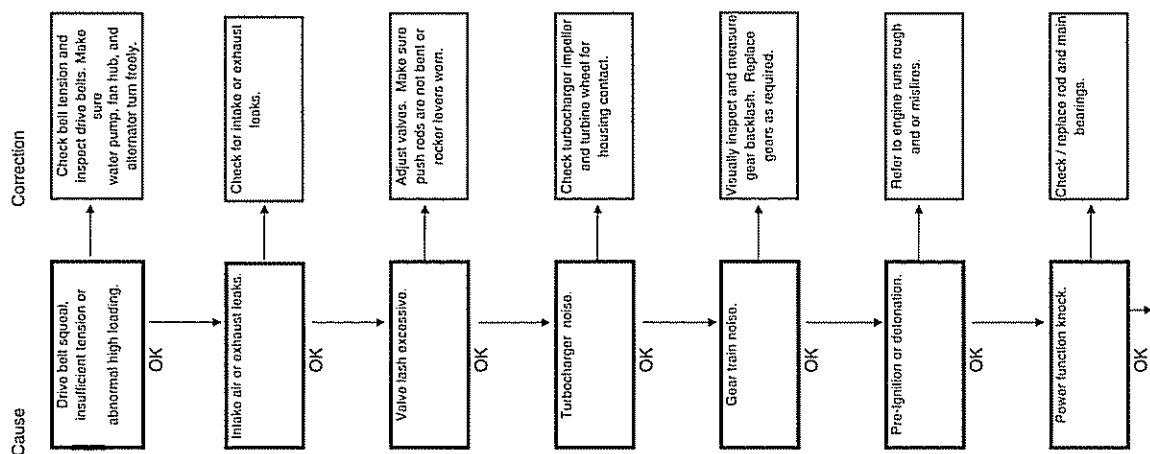 Cause
Correction
Drive belt squeal,
insufficient tension or
abnormal high loading.
Check belt tension and
inspect drive belts. Make
sure
water pump, fan hub, and
alternator turn freely.
OK
Intake air or exhaust leaks.
Check for intake or exhaust
leaks.
OK
Valve lash excessive.
Adjust valves. Make sure
push rods are not bent or
rocker levers worn.
OK
Turbocharger noise.
Check turbocharger impeller
and turbine wheel for
housing contact.
OK
Gear train noise.
Visually inspect and measure
gear backlash. Replace
gears as required.
OK
Pre-ignition or detonation.
Refer to engine runs rough
and or misfires.
OK
Power function knock.
Check / replace rod and main
bearings.
OK